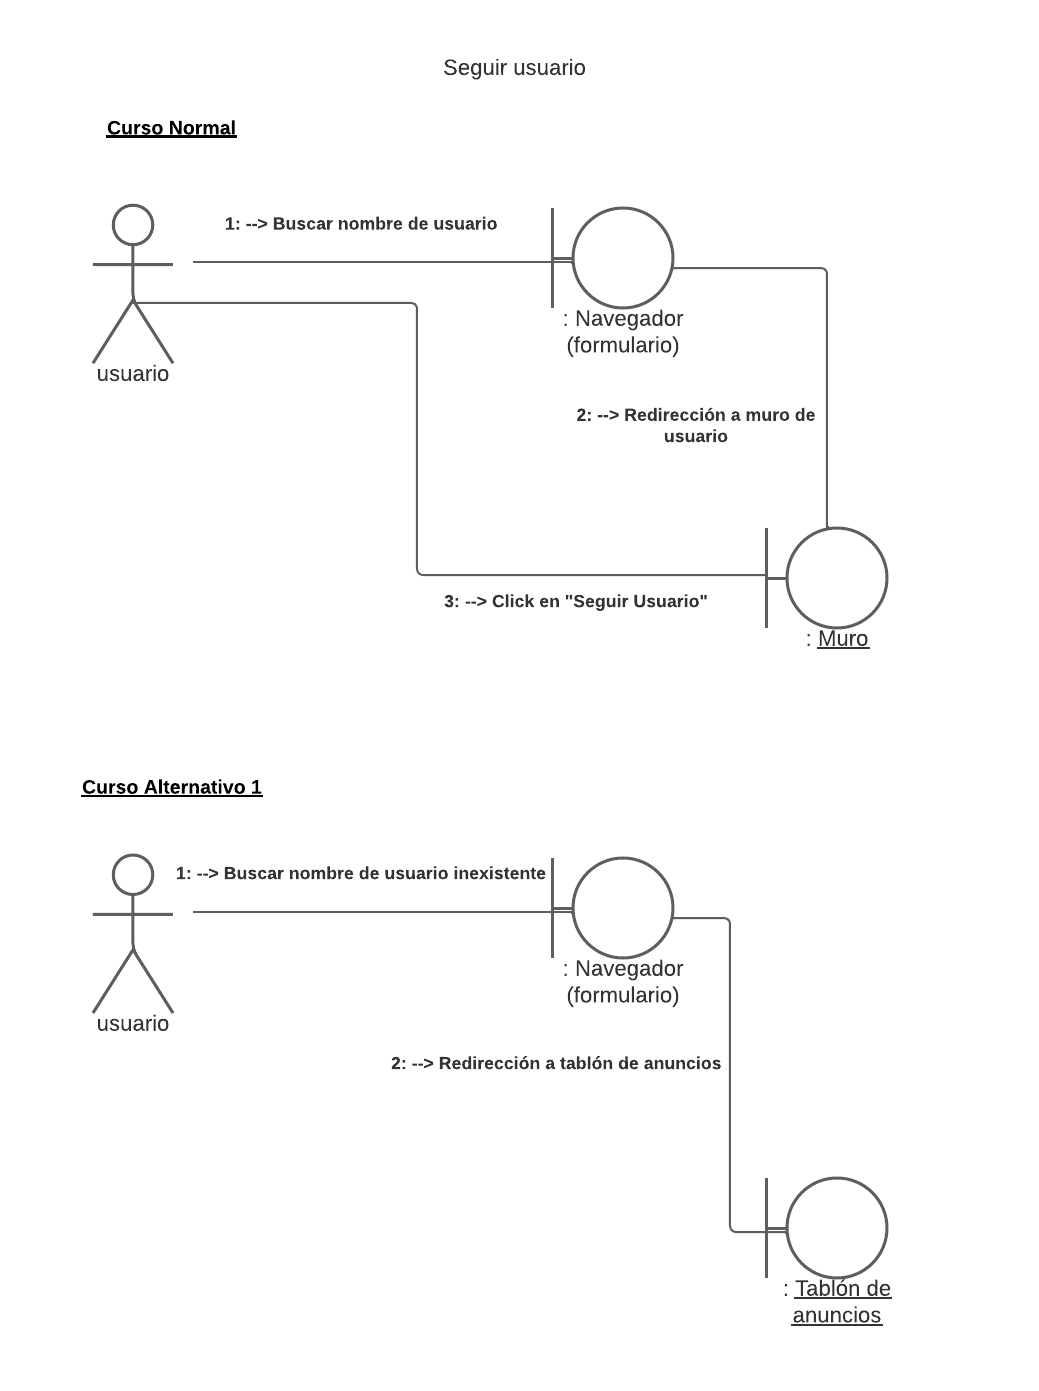 Seguir usuario
Curso Normal
1: --> Buscar nombre de usuario
: Navegador
(formulario)
usuario
2: --> Redirección a muro de
usuario
3: --> Click en "Seguir Usuario"
: Muro
Curso Alternativo 1
1: --> Buscar nombre de usuario inexistente
: Navegador
(formulario)
usuario
2: --> Redirección a tablón de anuncios
: Tablón de
anuncios